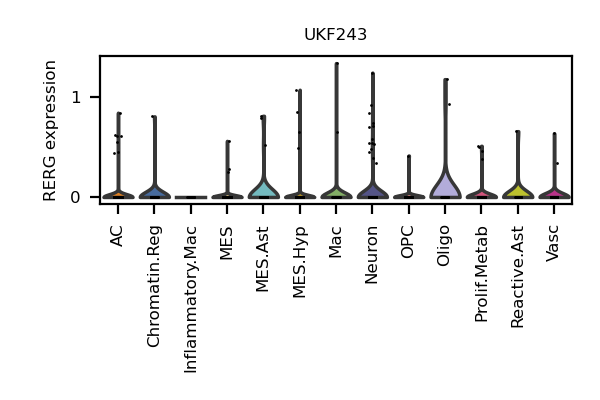 UKF243
RERG expression
1
0
AC
Chromatin.Reg
Inflammatory.Mac
MES
MES.Ast
MES.Hyp
Mac
Neuron
OPC
Oligo
Prolif.Metab
Reactive.Ast
Vasc